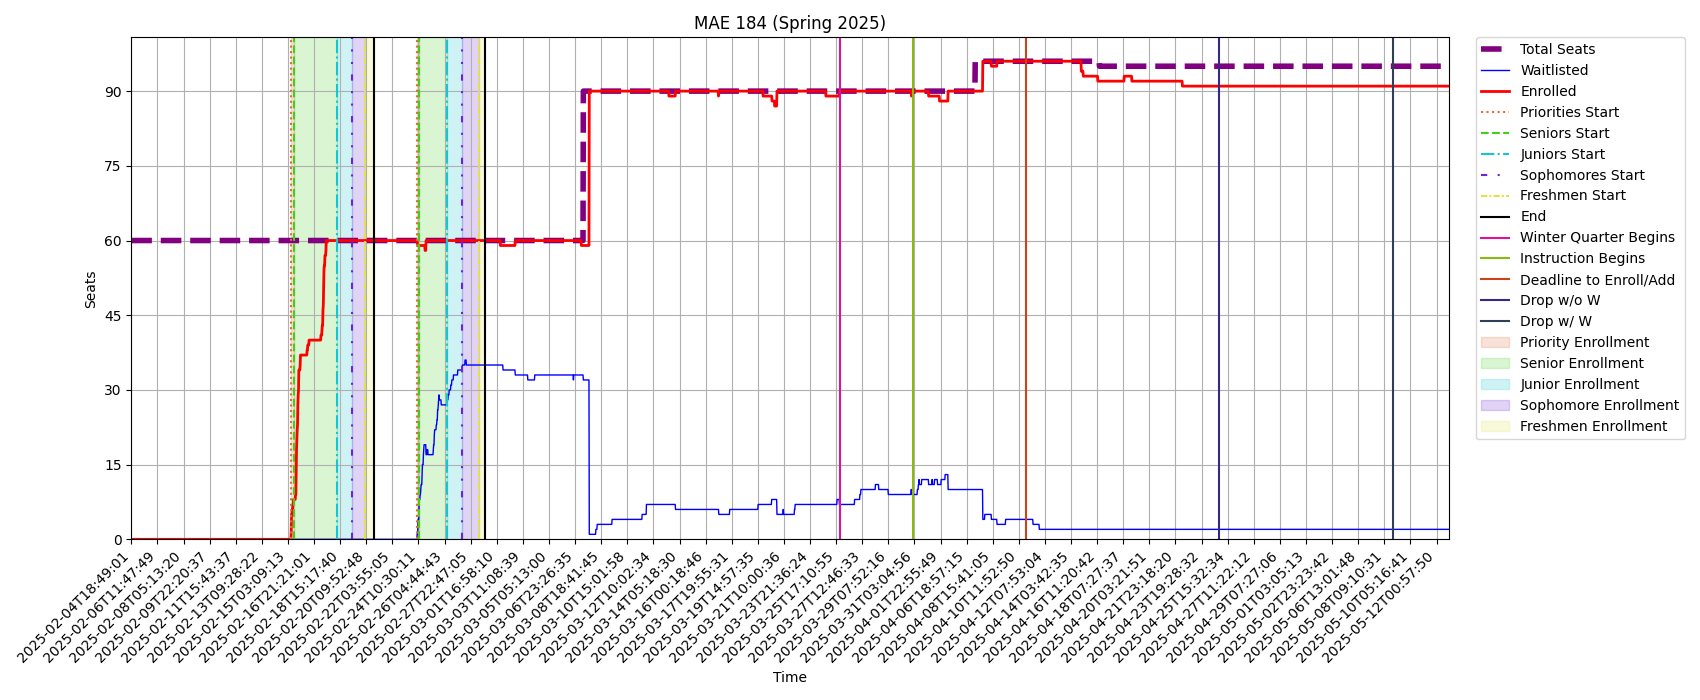 MAE 184 (Spring 2025)
Seats
90
75
60
45
30
15
0
2025-02-04T18:49:01
2025-02-06T11:47:49
2025-02-08T05:13:20
2025-02-09T22:20:37
2025-02-11T15:43:37
2025-02-13T09:28:22
2025-02-15T03:09:13
2025-02-16T21:21:01
2025-02-18T15:17:40
2025-02-20T09:52:48
2025-02-22T03:55:05
2025-02-24T10:30:11
2025-02-26T04:44:43
2025-02-27T22:47:05
2025-03-01T16:58:10
2025-03-03T11:08:39
2025-03-05T05:13:00
2025-03-06T23:26:35
2025-03-08T18:41:45
2025-03-10T15:01:58
2025-03-12T10:02:34
2025-03-14T05:18:30
2025-03-16T00:18:46
2025-03-17T19:55:31
2025-03-19T14:57:35
2025-03-21T10:00:36
2025-03-23T21:36:24
2025-03-25T17:10:55
2025-03-27T12:46:33
2025-03-29T07:52:16
2025-03-31T03:04:56
2025-04-01T22:55:49
2025-04-06T18:57:15
2025-04-08T15:41:05
2025-04-10T11:52:50
2025-04-12T07:53:04
2025-04-14T03:42:35
2025-04-16T11:20:42
2025-04-18T07:27:37
2025-04-20T03:21:51
2025-04-21T23:18:20
2025-04-23T19:28:32
2025-04-25T15:32:34
2025-04-27T11:22:12
2025-04-29T07:27:06
2025-05-01T03:05:13
2025-05-02T23:23:42
2025-05-06T13:01:48
2025-05-08T09:10:31
2025-05-10T05:16:41
2025-05-12T00:57:50
Time
Total Seats
Waitlisted
Enrolled
Priorities Start
Seniors Start
Juniors Start
Sophomores Start
Freshmen Start
End
Winter Quarter Begins
Instruction Begins
Deadline to Enroll/Add
Drop w/o W
Drop w/ W
Priority Enrollment
Senior Enrollment
Junior Enrollment
Sophomore Enrollment
Freshmen Enrollment